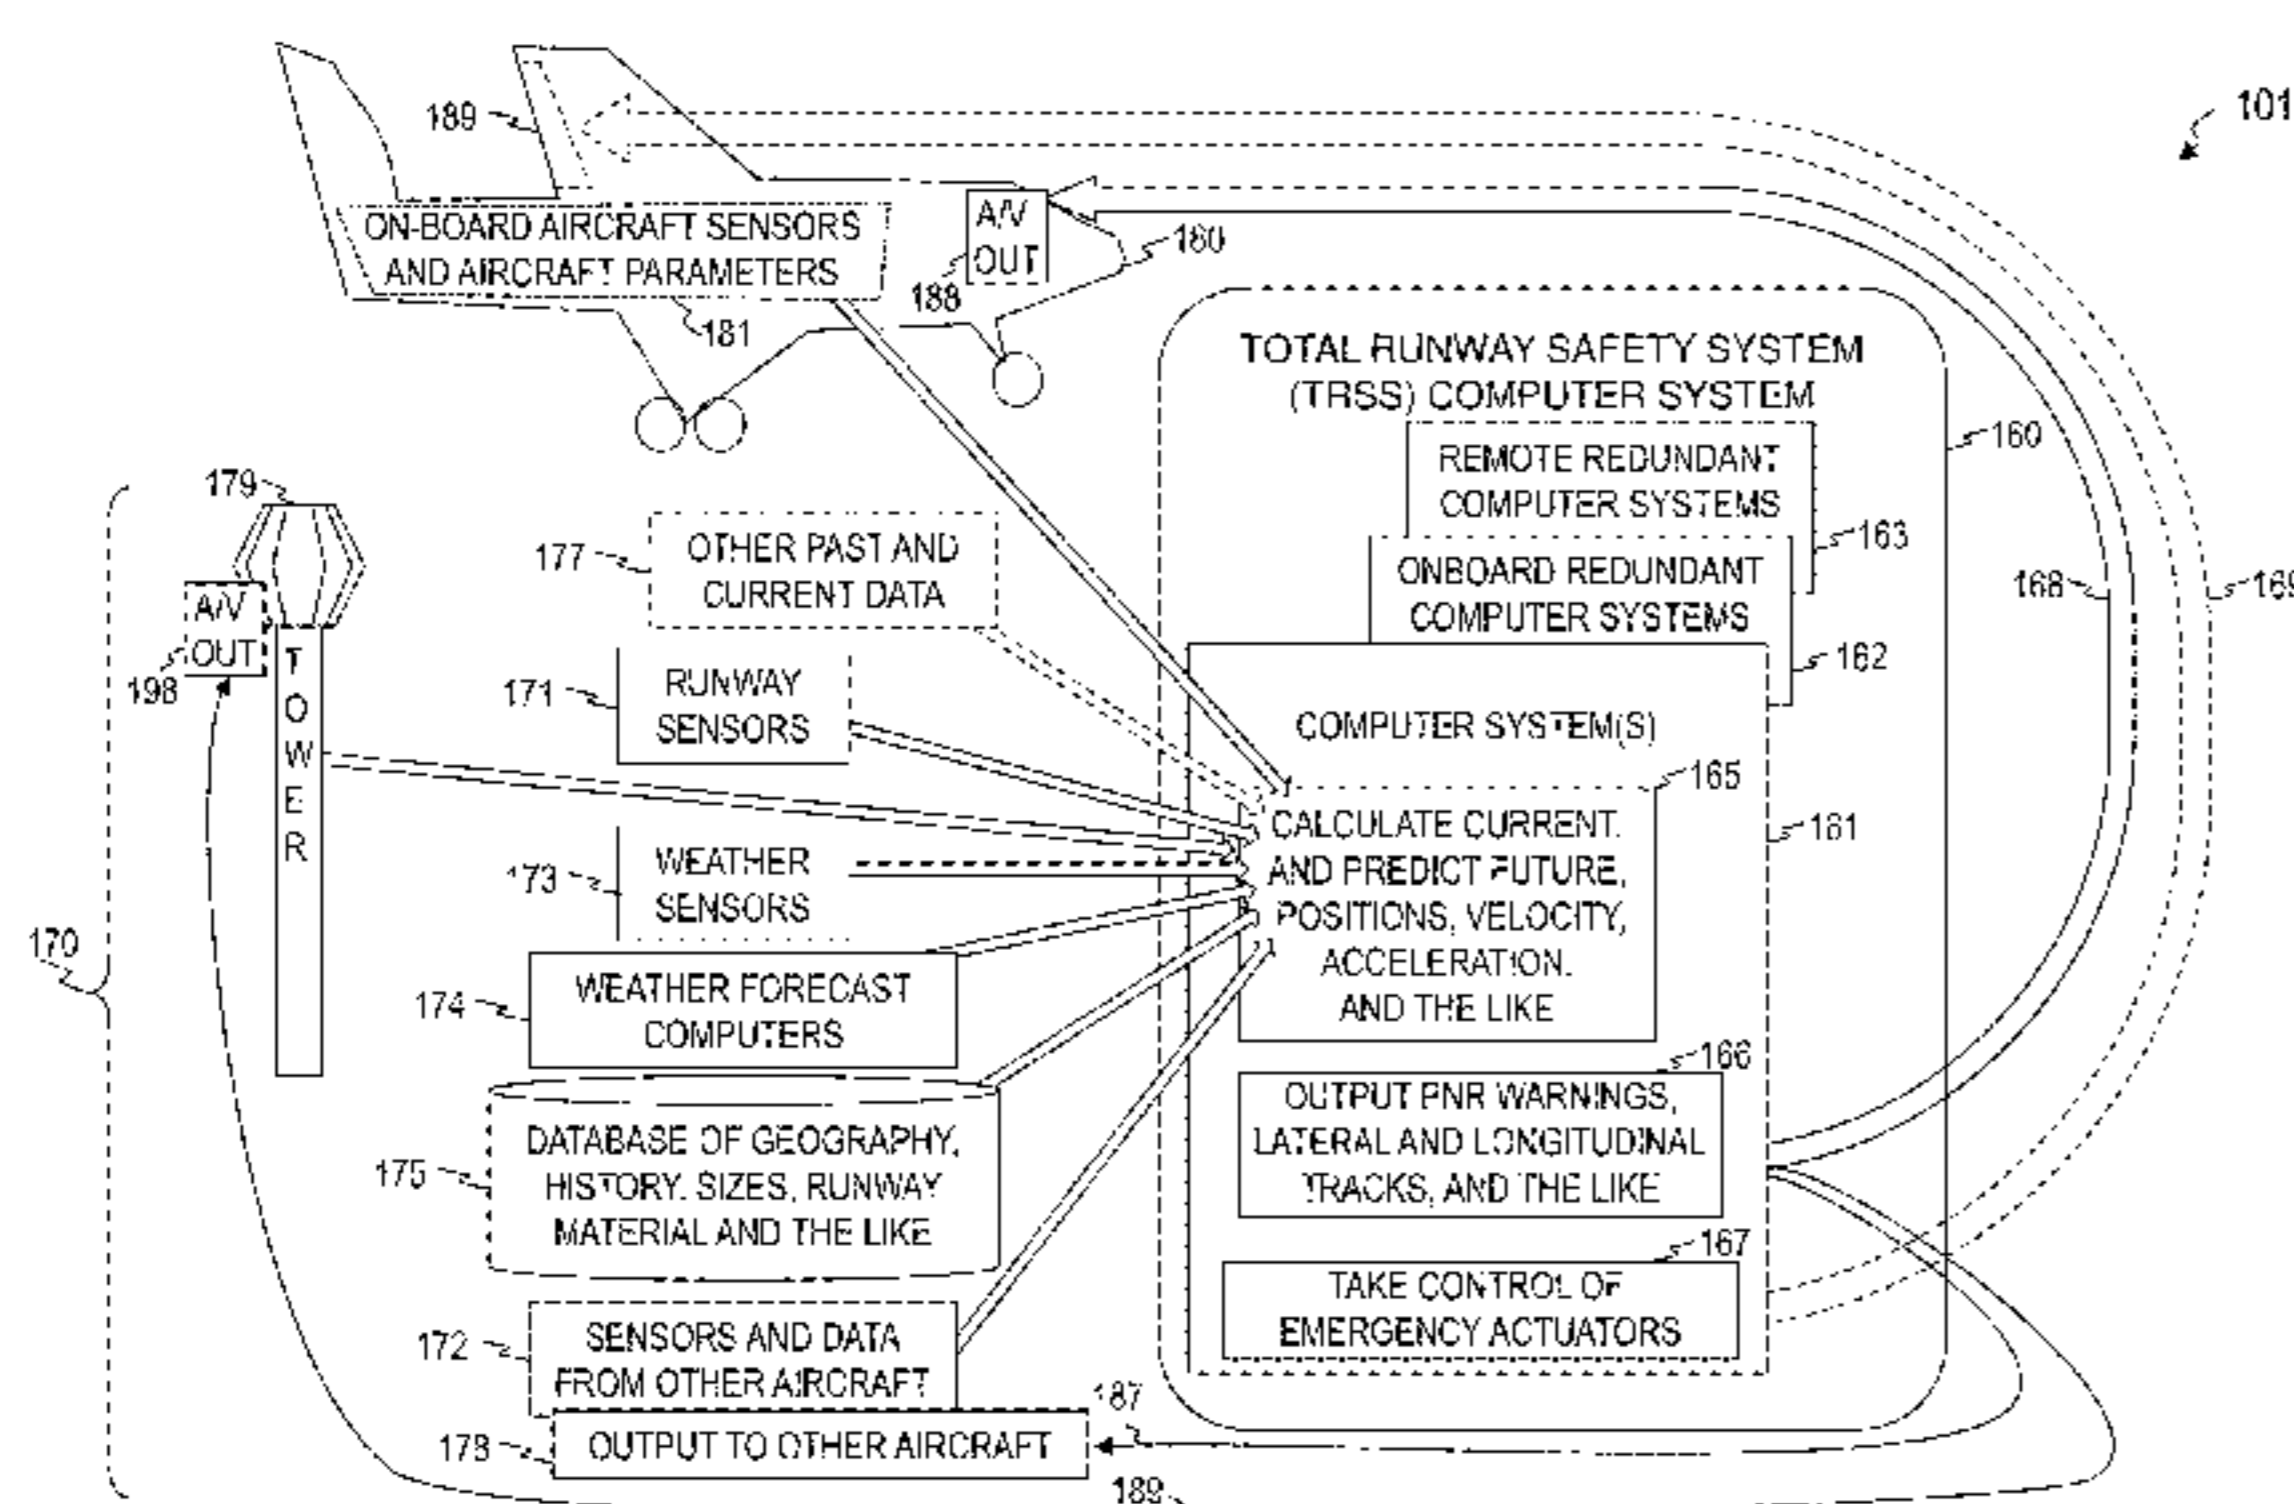 101
189
ON-BOARD AIRCRAFT SENSORS
AND AIRCRAFT PARAMETERS
181
A/V
OUT
188
180
TOTAL RUNWAY SAFETY SYSTEM
(TRSS) COMPUTER SYSTEM
160
REMOTE REDUNDANT
COMPUTER SYSTEMS
163
ONBOARD REDUNDANT
COMPUTER SYSTEMS
162
168
169
179
A/V
OUT
198
TOWER
177
OTHER PAST AND
CURRENT DATA
171
RUNWAY
SENSORS
173
WEATHER
SENSORS
170
174
WEATHER FORECAST
COMPUTERS
175
DATABASE OF GEOGRAPHY,
HISTORY, SIZES, RUNWAY
MATERIAL AND THE LIKE
172
SENSORS AND DATA
FROM OTHER AIRCRAFT
178
OUTPUT TO OTHER AIRCRAFT
COMPUTER SYSTEM(S)
161
165
CALCULATE CURRENT,
AND PREDICT FUTURE,
POSITIONS, VELOCITY,
ACCELERATION,
AND THE LIKE
166
OUTPUT PNR WARNINGS,
LATERAL AND LONGITUDINAL
TRACKS, AND THE LIKE
167
TAKE CONTROL OF
EMERGENCY ACTUATORS
187
189